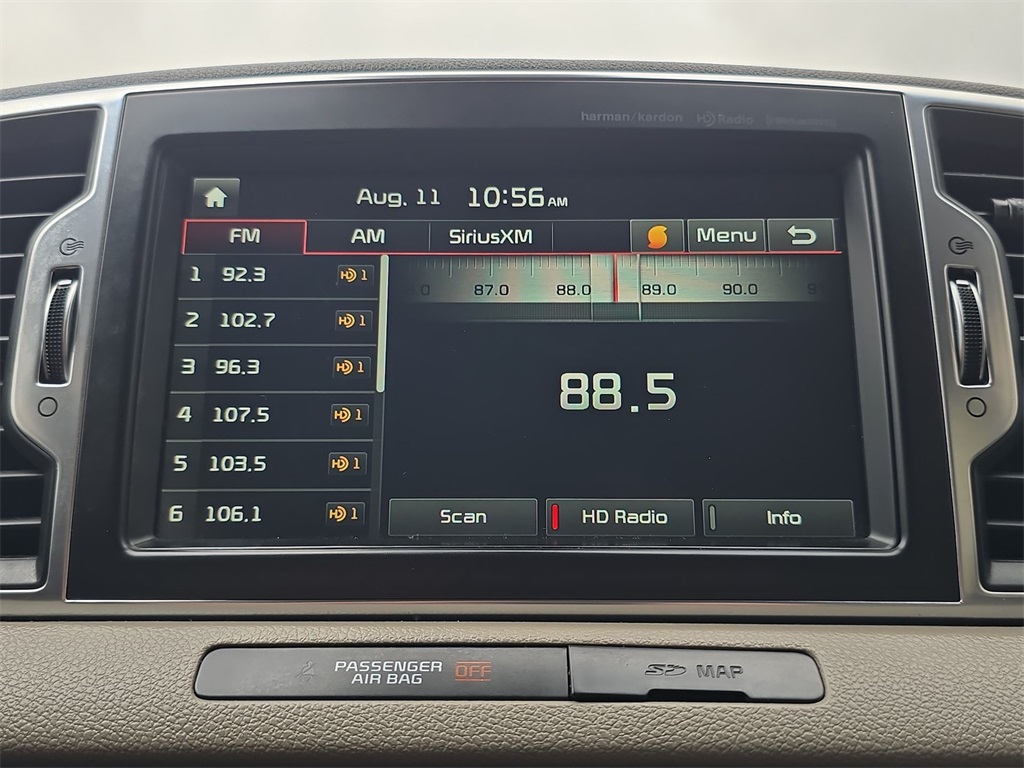 harman/kardon HD Radio
Aug. 11 10:56 AM
FM AM SiriusXM Menu
1 92.3 HD 1
87.0 88.0 89.0 90.0
2 102.7 HD 1
3 96.3 HD 1
88.5
4 107.5 HD 1
5 103.5 HD 1
6 106.1 HD 1
Scan HD Radio Info
PASSENGER
AIR BAG OFF
SD MAP